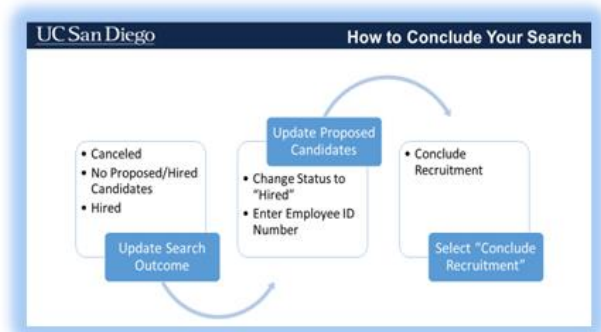 UC San Diego
How to Conclude Your Search
• Canceled
• No Proposed/Hired
Candidates
• Hired
Update Search
Outcome
Update Proposed
Candidates
• Change Status to
“Hired”
• Enter Employee ID
Number
• Conclude
Recruitment
Select “Conclude
Recruitment”